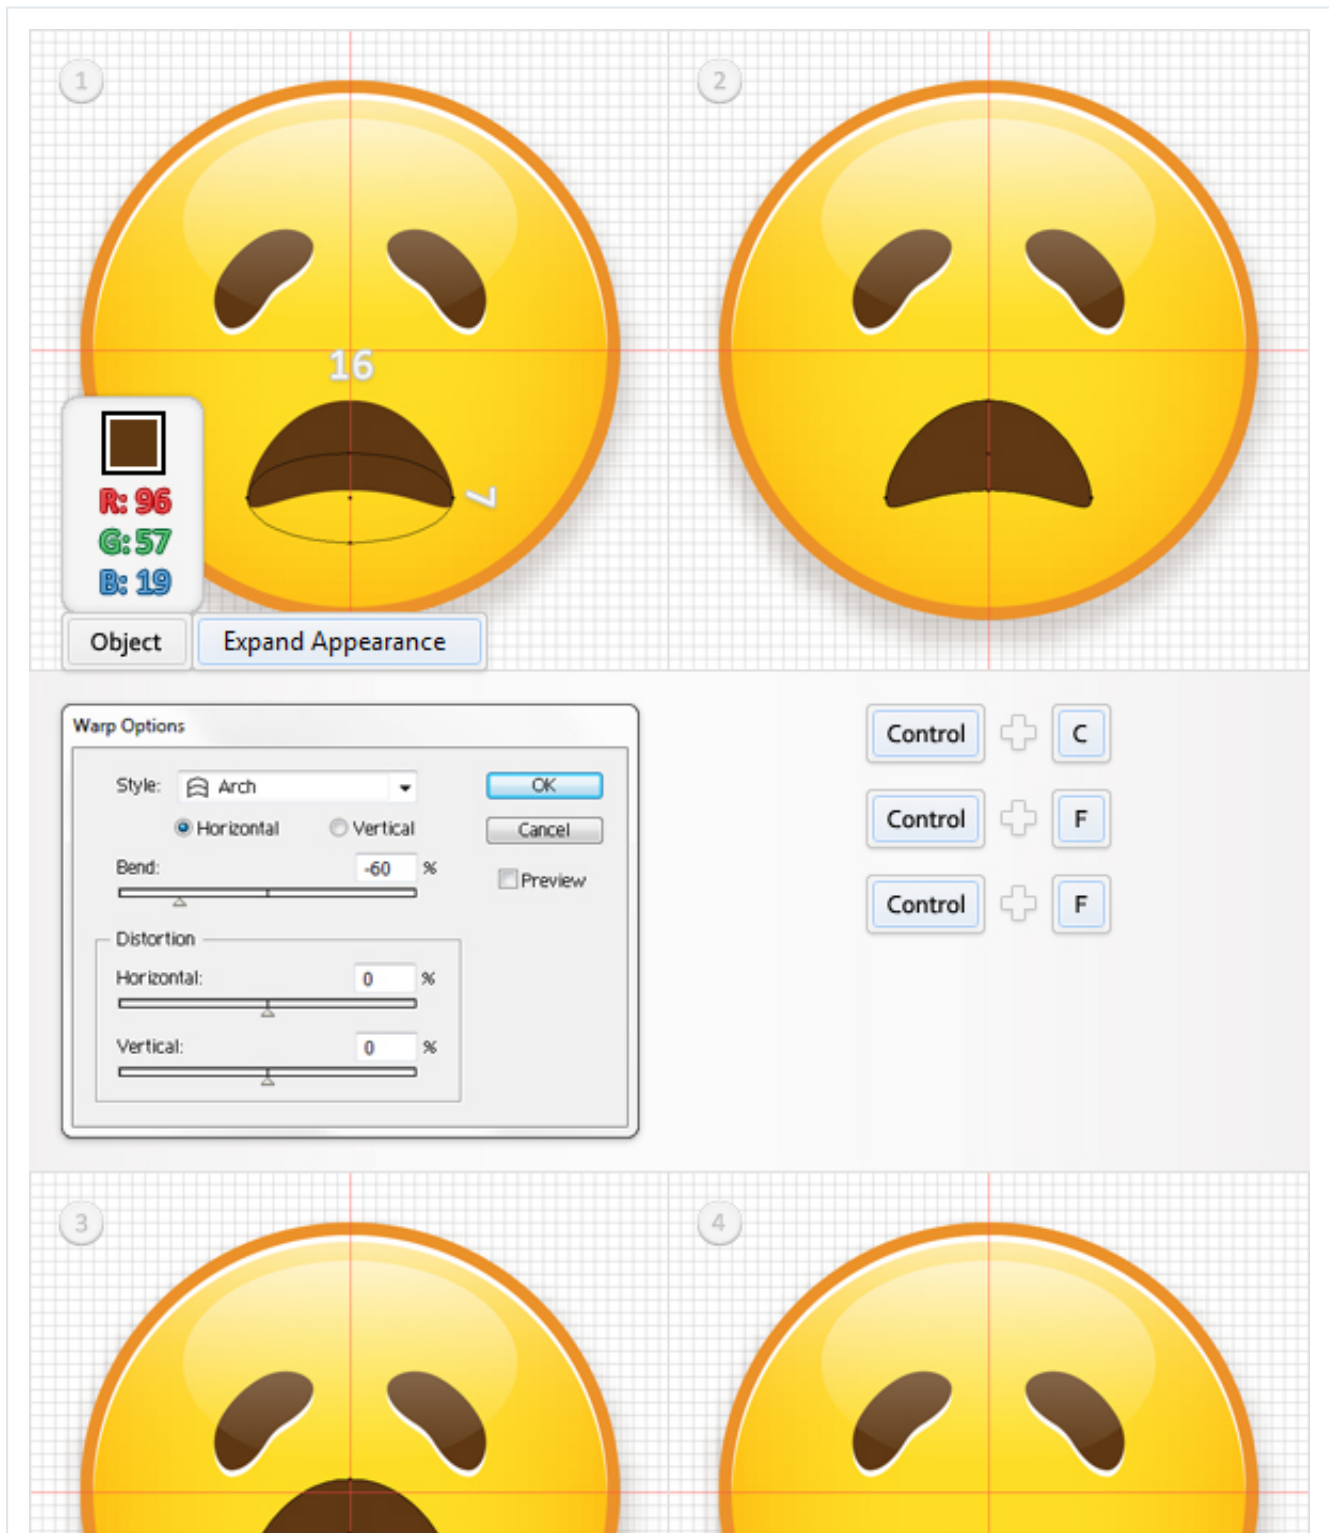 1
2
16
7
R: 96
G: 57
B: 19
Object
Expand Appearance
Warp Options
Style: Arch
OK
Horizontal
Vertical
Cancel
Bend: -60 %
Preview
Distortion
Horizontal: 0 %
Vertical: 0 %
Control
C
Control
F
Control
F
3
4